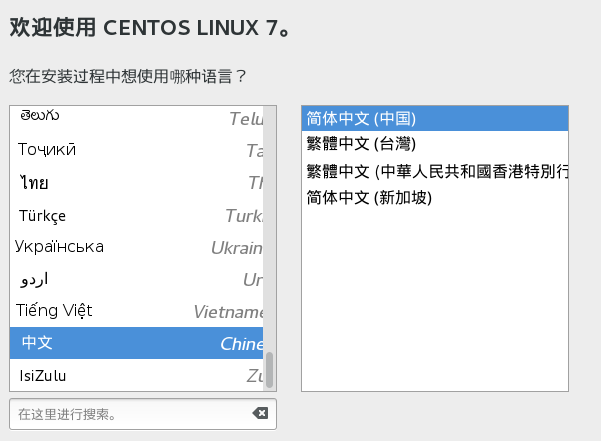 欢迎使用 CENTOS LINUX 7。
您在安装过程中想使用哪种语言？
తెలుగు Telu
Тоҷикӣ Ta
ไทย Th
Türkçe Turki
Українська Ukrain
اردو Ur
Tiếng Việt Vietname
中文 Chine
IsiZulu Zu
在这里进行搜索。
简体中文 (中国)
繁體中文 (台灣)
繁體中文 (中華人民共和國香港特別行
简体中文 (新加坡)